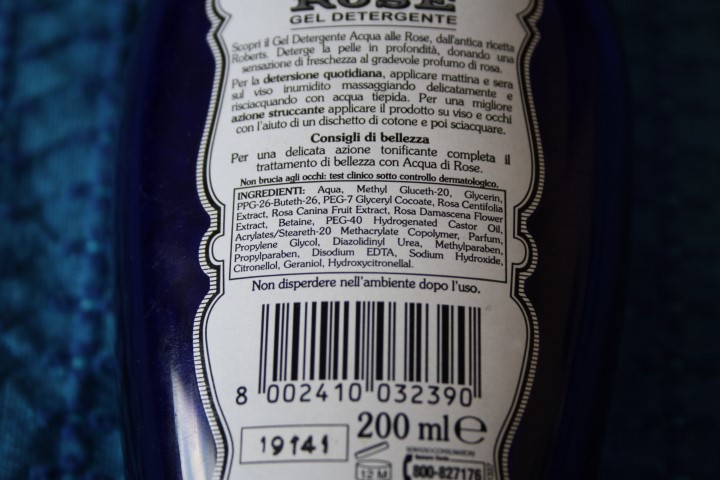 ROSE
GEL DETERGENTE
Scopri il Gel Detergente Acqua alle Rose, dall'antica ricetta
Roberts. Deterge la pelle in profondità, donando una
sensazione di freschezza al gradevole profumo di rosa.
Per la detersione quotidiana, applicare mattina e sera
sul viso inumidito massaggiando delicatamente e
risciacquando con acqua tiepida. Per una migliore
azione struccante applicare il prodotto su viso e occhi
con l'aiuto di un dischetto di cotone e poi sciacquare.
Consigli di bellezza
Per una delicata azione tonificante completa il
trattamento di bellezza con Acqua di Rose.
Non brucia agli occhi: test clinico sotto controllo dermatologico.
INGREDIENTI: Aqua, Methyl Gluceth-20, Glycerin,
PPG-26-Buteth-26, PEG-7 Glyceryl Cocoate, Rosa Centifolia
Extract, Rosa Canina Fruit Extract, Rosa Damascena Flower
Extract, Betaine, PEG-40 Hydrogenated Castor Oil,
Acrylates/Steareth-20 Methacrylate Copolymer, Parfum,
Propylene Glycol, Diazolidinyl Urea, Methylparaben,
Propylparaben, Disodium EDTA, Sodium Hydroxide,
Citronellol, Geraniol, Hydroxycitronellal.
Non disperdere nell'ambiente dopo l'uso.
8 002410 032390
19141 200 ml ℮
12 M 800-827176